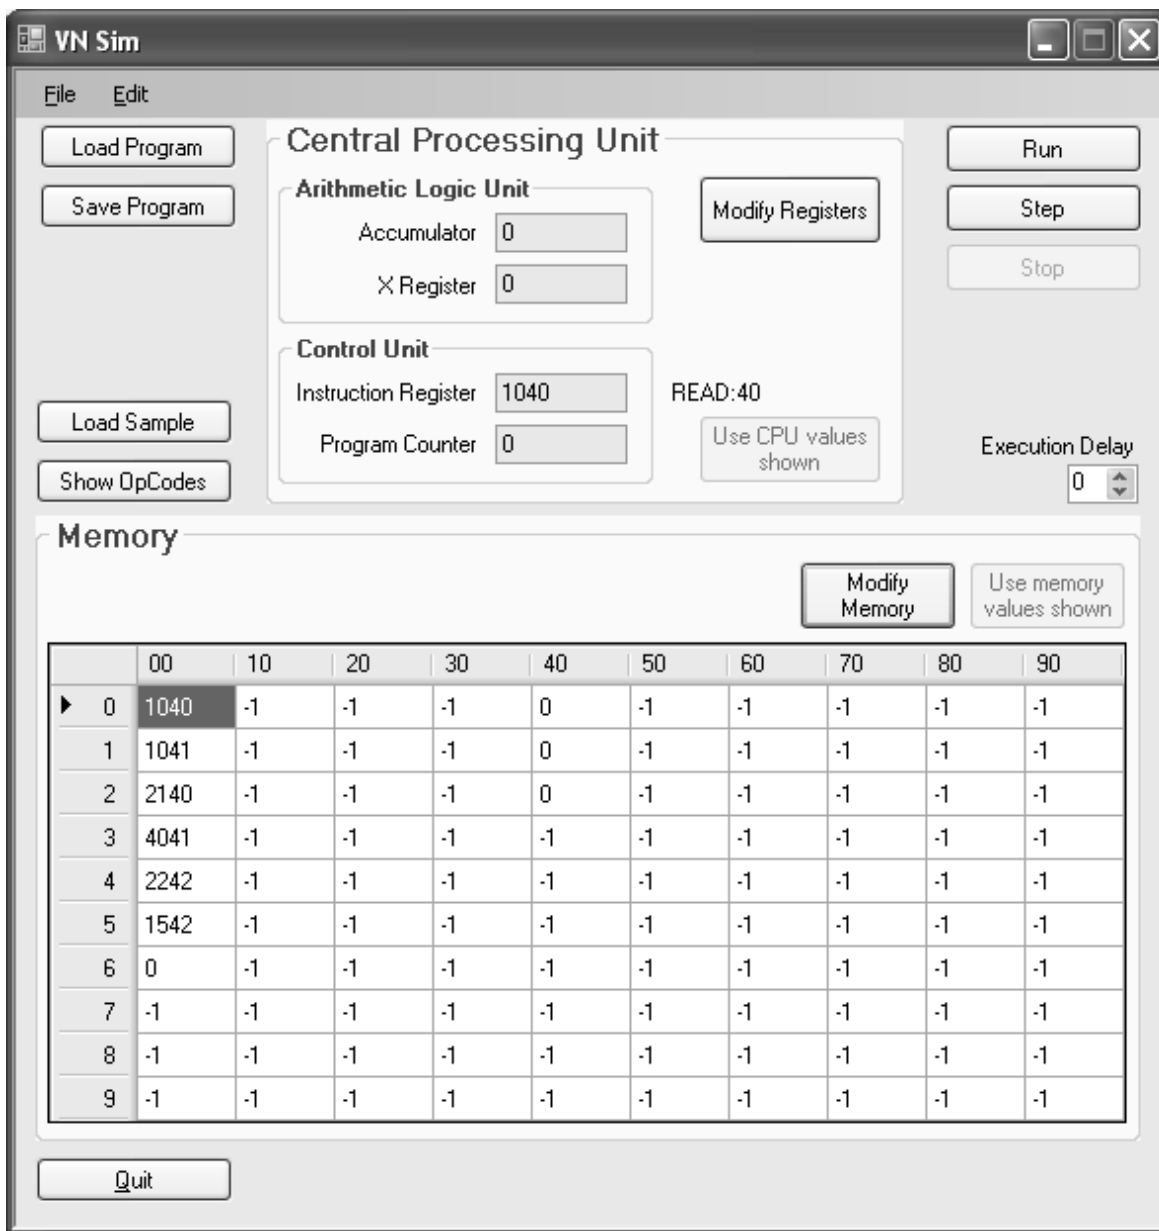 VN Sim
File Edit
Load Program
Save Program
Load Sample
Show OpCodes
Central Processing Unit
Arithmetic Logic Unit
Accumulator 0
X Register 0
Modify Registers
Control Unit
Instruction Register 1040 READ:40
Program Counter 0
Use CPU values
shown
Run
Step
Stop
Execution Delay
0
Memory
Modify
Memory
Use memory
values shown
00 10 20 30 40 50 60 70 80 90
0 1040 -1 -1 -1 0 -1 -1 -1 -1 -1
1 1041 -1 -1 -1 0 -1 -1 -1 -1 -1
2 2140 -1 -1 -1 0 -1 -1 -1 -1 -1
3 4041 -1 -1 -1 -1 -1 -1 -1 -1 -1
4 2242 -1 -1 -1 -1 -1 -1 -1 -1 -1
5 1542 -1 -1 -1 -1 -1 -1 -1 -1 -1
6 0 -1 -1 -1 -1 -1 -1 -1 -1 -1
7 -1 -1 -1 -1 -1 -1 -1 -1 -1 -1
8 -1 -1 -1 -1 -1 -1 -1 -1 -1 -1
9 -1 -1 -1 -1 -1 -1 -1 -1 -1 -1
Quit